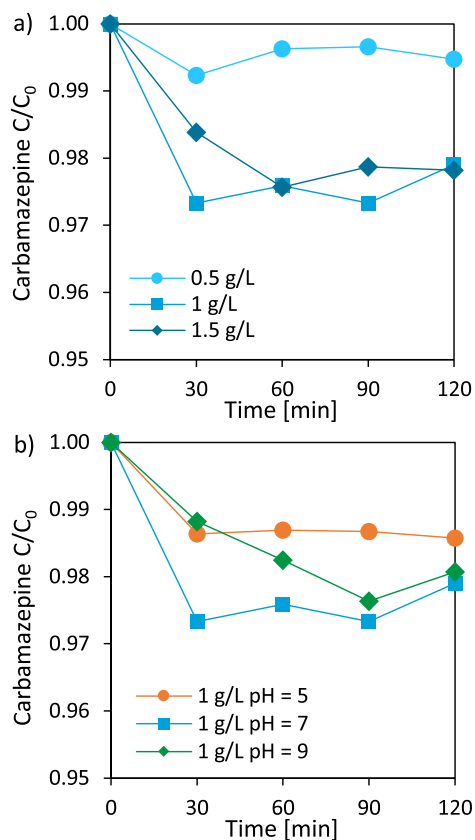 a)
Carbamazepine C/C0
1.00
0.99
0.98
0.97
0.96
0.95
0.5 g/L
1 g/L
1.5 g/L
0 30 60 90 120
Time [min]
b)
Carbamazepine C/C0
1.00
0.99
0.98
0.97
0.96
0.95
1 g/L pH = 5
1 g/L pH = 7
1 g/L pH = 9
0 30 60 90 120
Time [min]